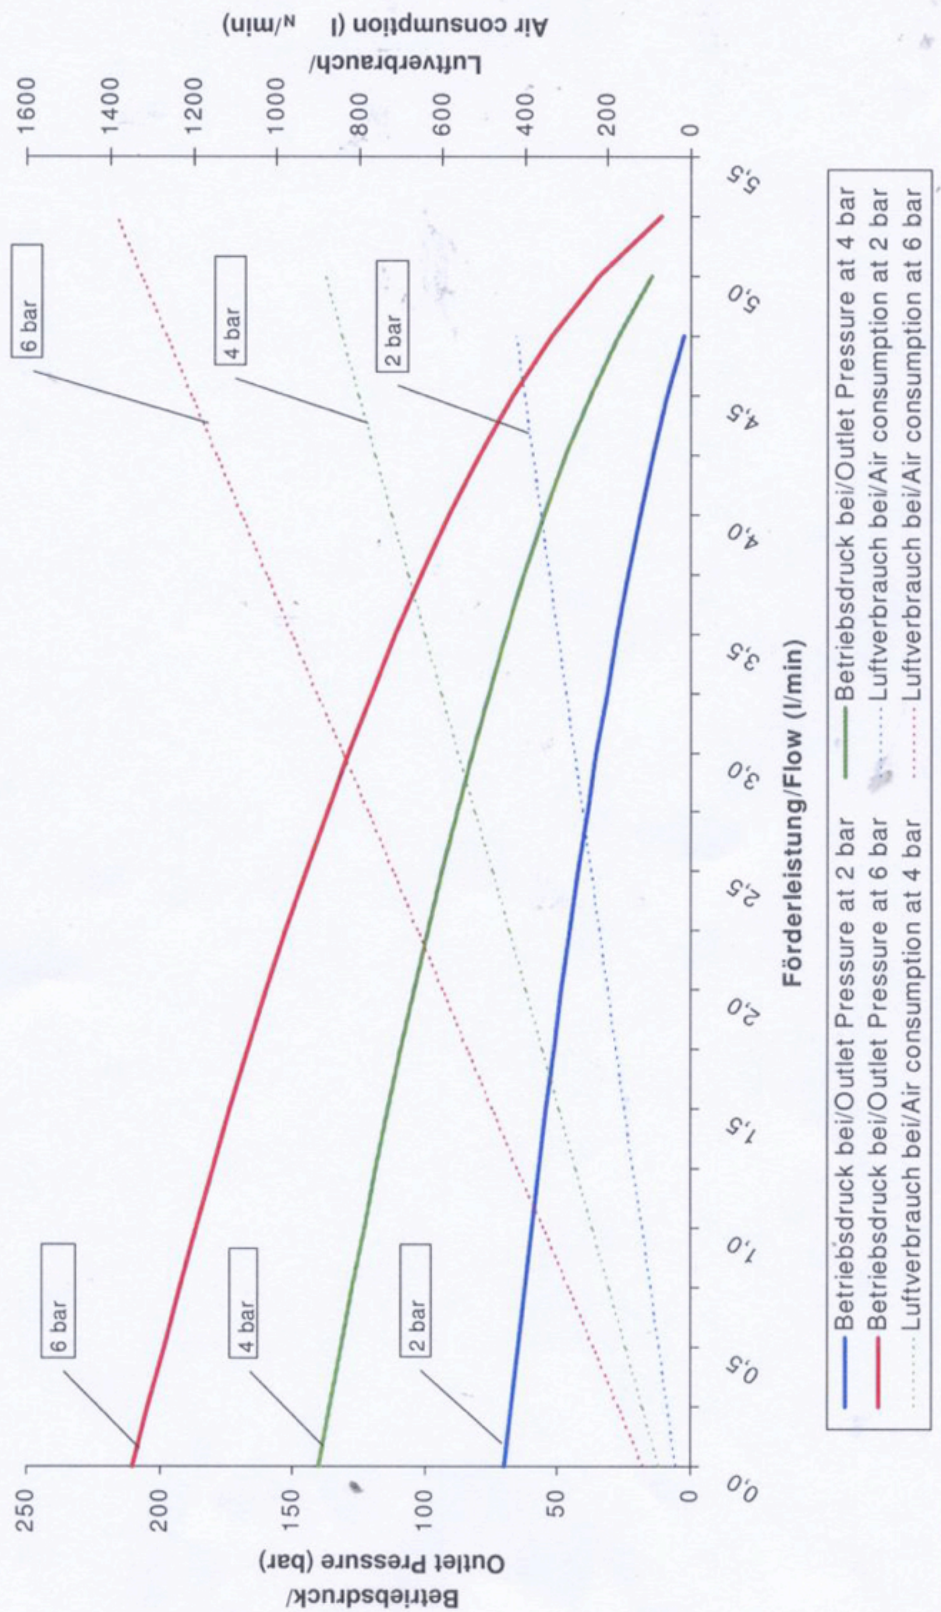 Betriebsdruck/
Outlet Pressure (bar)
250
200
150
100
50
0
Luftverbrauch/
Air consumption (l N/min)
1600
1400
1200
1000
800
600
400
200
0
6 bar
4 bar
2 bar
6 bar
4 bar
2 bar
0,0
0,5
1,0
1,5
2,0
2,5
3,0
3,5
4,0
4,5
5,0
5,5
Förderleistung/Flow (l/min)
Betriebsdruck bei/Outlet Pressure at 2 bar
Betriebsdruck bei/Outlet Pressure at 4 bar
Betriebsdruck bei/Outlet Pressure at 6 bar
Luftverbrauch bei/Air consumption at 2 bar
Luftverbrauch bei/Air consumption at 4 bar
Luftverbrauch bei/Air consumption at 6 bar